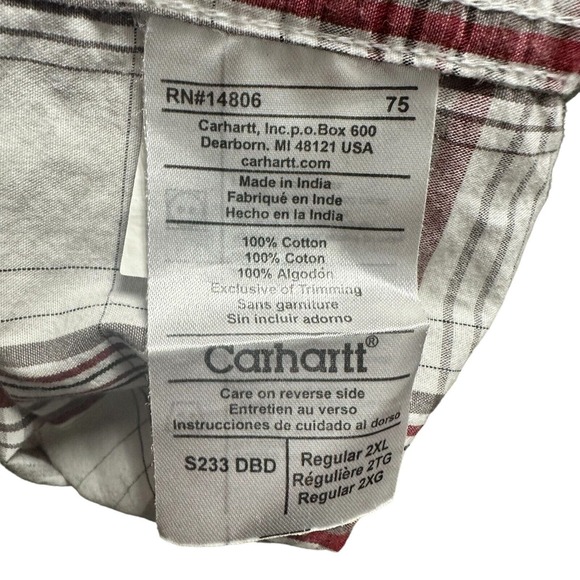 RN#14806 75
Carhartt, Inc.p.o.Box 600
Dearborn. MI 48121 USA
carhartt.com
Made in India
Fabriqué en Inde
Hecho en la India
100% Cotton
100% Coton
100% Algodón
Exclusive of Trimming
Sans garniture
Sin incluir adorno
Carhartt®
Care on reverse side
Entretien au verso
Instrucciones de cuidado al dorso
S233 DBD
Regular 2XL
Régulière 2TG
Regular 2XG